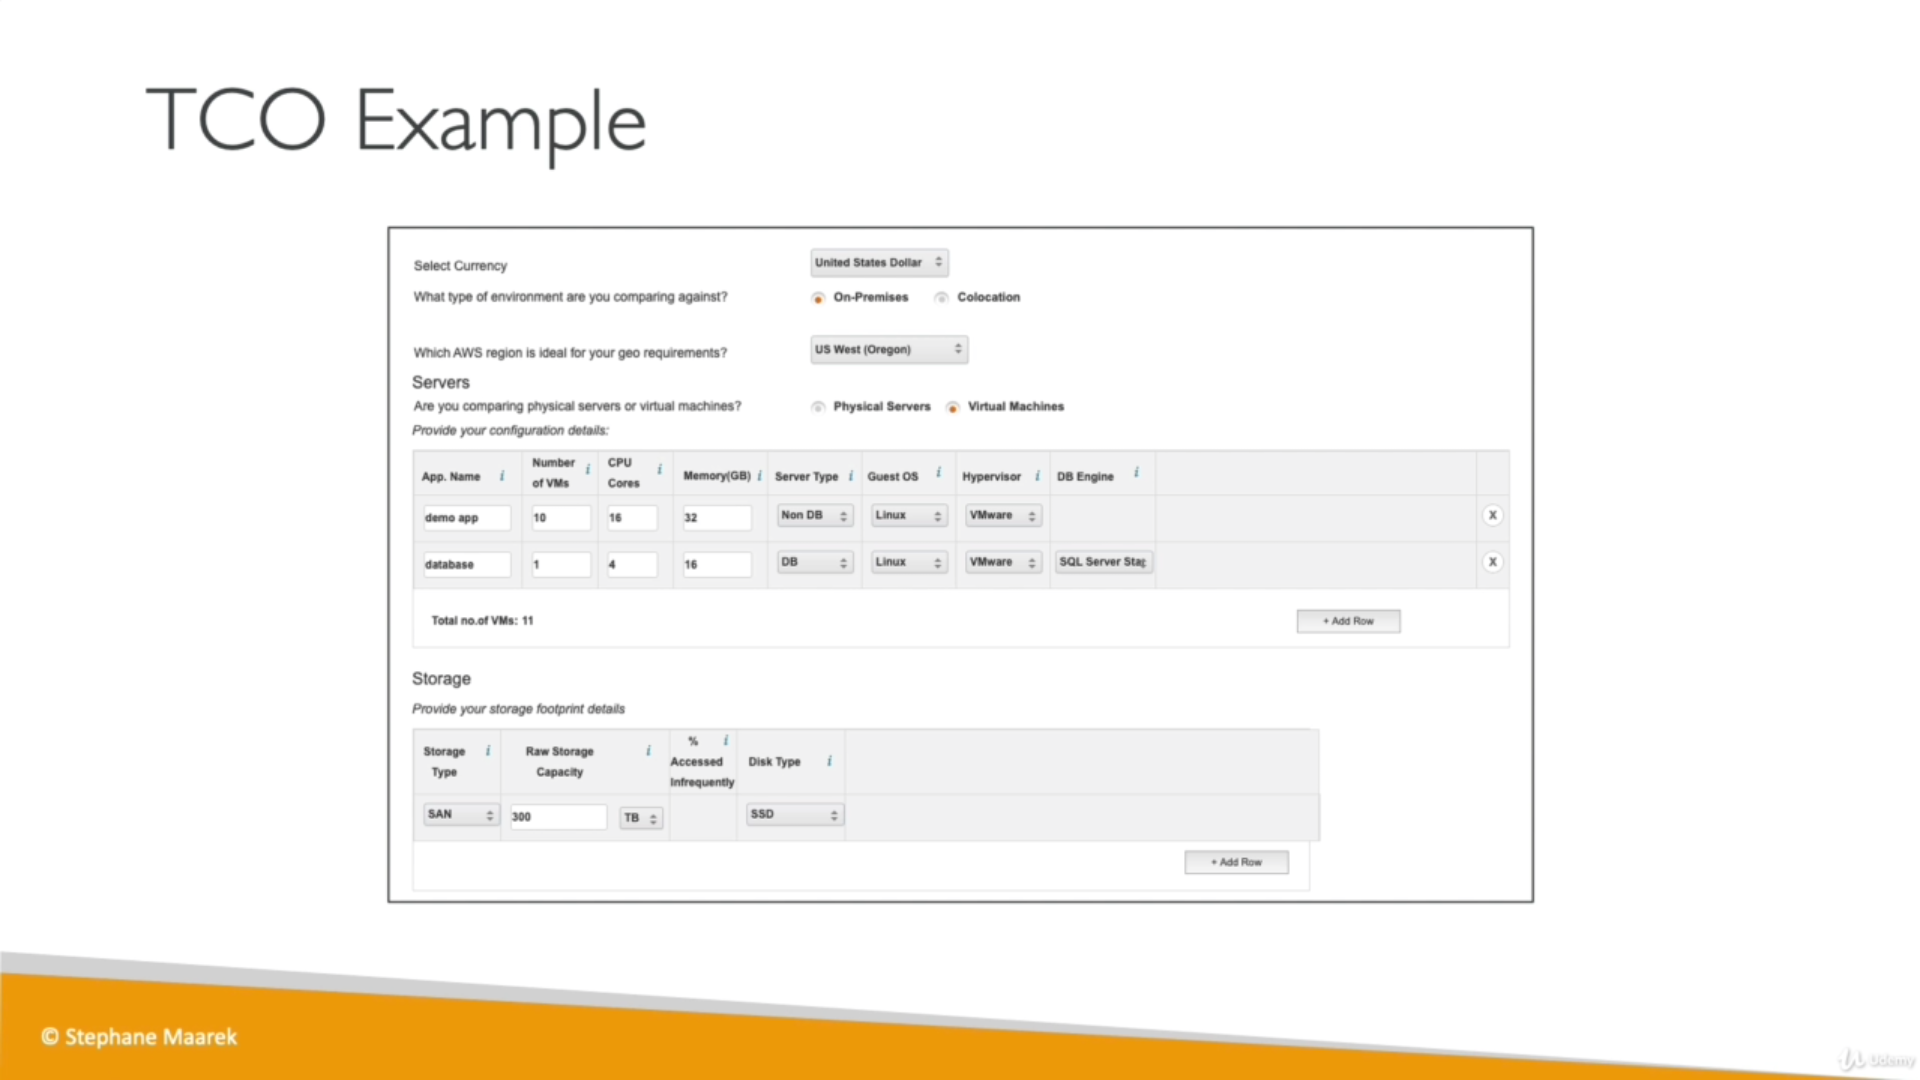 TCO Example
Select Currency United States Dollar
What type of environment are you comparing against? On-Premises Colocation
Which AWS region is ideal for your geo requirements? US West (Oregon)
Servers
Are you comparing physical servers or virtual machines? Physical Servers Virtual Machines
Provide your configuration details:
App. Name i Number of VMs i CPU Cores i Memory(GB) i Server Type i Guest OS i Hypervisor i DB Engine i
demo app 10 16 32 Non DB Linux VMware X
database 1 4 16 DB Linux VMware SQL Server X
Total no.of VMs: 11 + Add Row
Storage
Provide your storage footprint details
Storage Type i Raw Storage Capacity i % Accessed Infrequently i Disk Type i
SAN 300 TB SSD
+ Add Row
© Stephane Maarek
Udemy